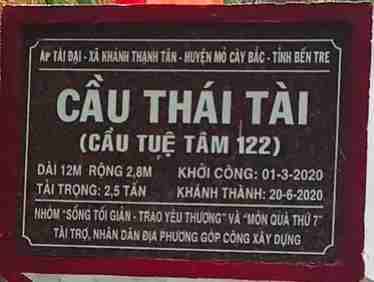 ẤP TÀI ĐẠI - XÃ KHÁNH THẠNH TÂN - HUYỆN MỎ CÀY BẮC - TỈNH BẾN TRE
CẦU THÁI TÀI
(CẦU TUỆ TÂM 122)
DÀI 12M RỘNG 2,8M KHỞI CÔNG: 01-3-2020
TẢI TRỌNG: 2,5 TẤN KHÁNH THÀNH: 20-6-2020
NHÓM "SỐNG TỐI GIẢN - TRAO YÊU THƯƠNG" VÀ "MÓN QUÀ THỨ 7"
TÀI TRỢ, NHÂN DÂN ĐỊA PHƯƠNG GÓP CÔNG XÂY DỰNG